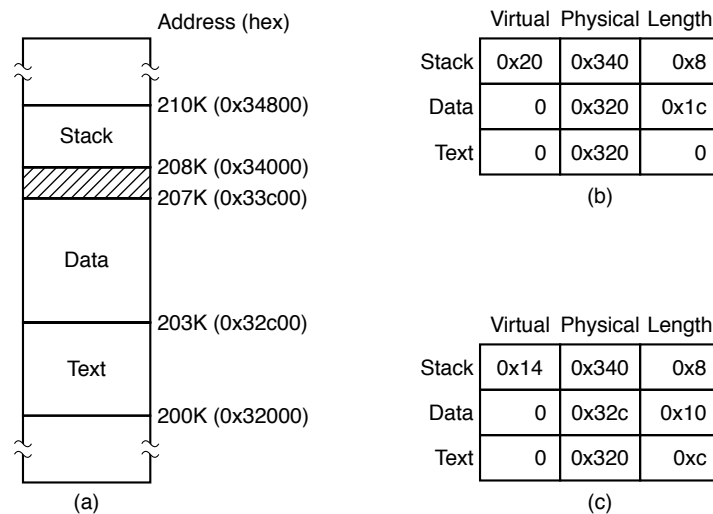 Address (hex)
210K (0x34800)
Stack
208K (0x34000)
207K (0x33c00)
Data
203K (0x32c00)
Text
200K (0x32000)
(a)
Virtual Physical Length
Stack 0x20 0x340 0x8
Data 0 0x320 0x1c
Text 0 0x320 0
(b)
Virtual Physical Length
Stack 0x14 0x340 0x8
Data 0 0x32c 0x10
Text 0 0x320 0xc
(c)